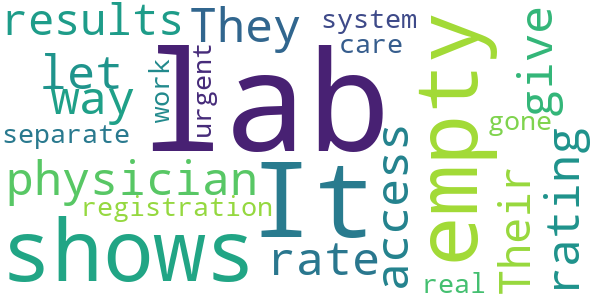 results
They
system
care
let
way
work
urgent
lab
empty
give
separate
gone
physician
registration
It
access
Their
rating
shows
rate
real